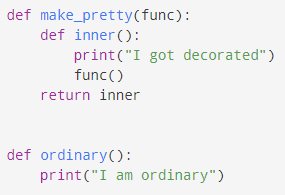 def make_pretty(func):
    def inner():
        print("I got decorated")
        func()
    return inner


def ordinary():
    print("I am ordinary")